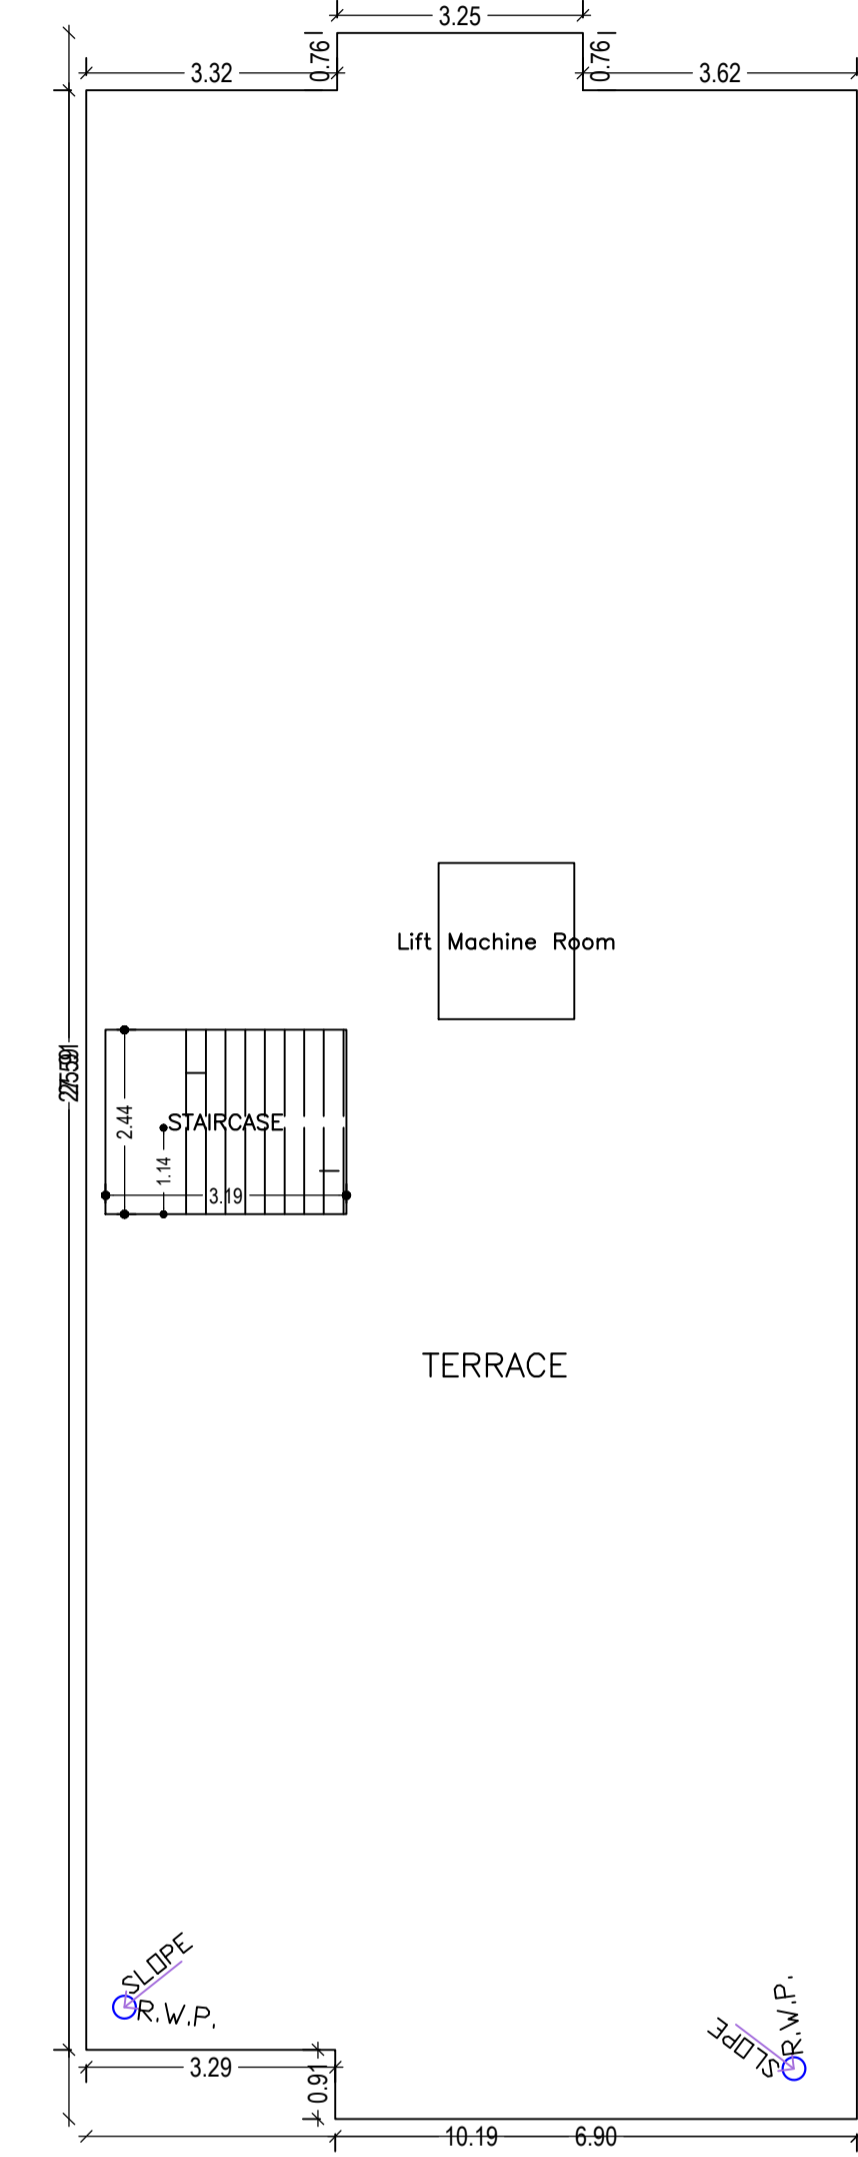 3.25
0.76
0.76
3.32
3.62
Lift Machine Room
2.44
STAIRCASE
1.14
3.19
TERRACE
SLOPE
R.W.P.
R.W.P.
SLOPE
3.29
0.91
10.19
6.90